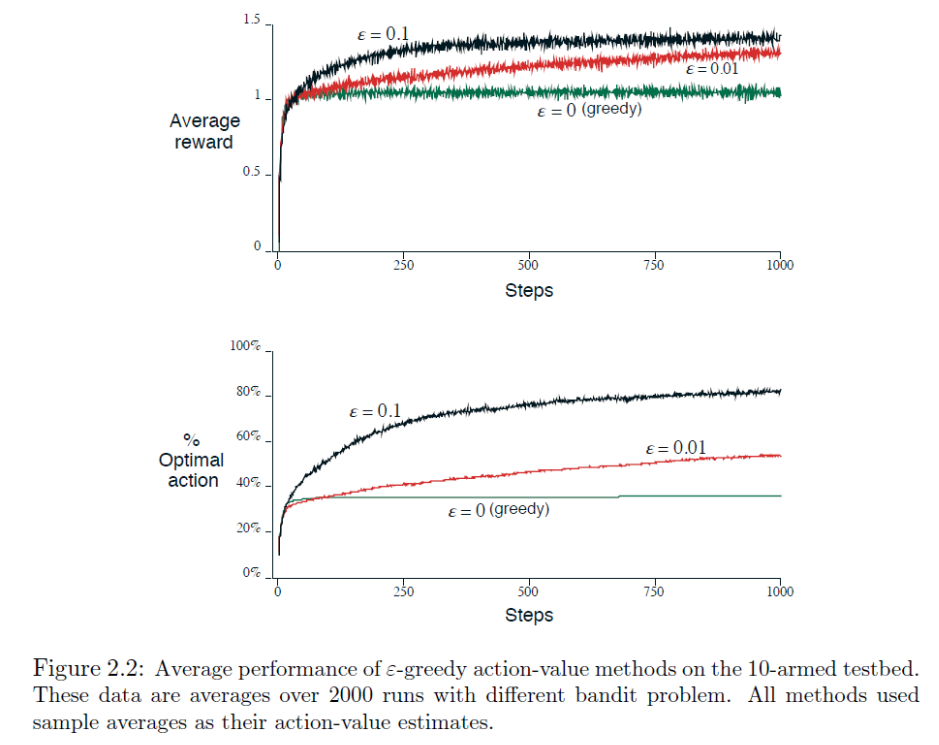 1.5
ε = 0.1
ε = 0.01
1
ε = 0 (greedy)
Average
reward
0.5
0
0 250 500 750 1000
Steps
100%
80%
ε = 0.1
60%
%
Optimal
action
ε = 0.01
40%
ε = 0 (greedy)
20%
0%
0 250 500 750 1000
Steps
Figure 2.2: Average performance of ε-greedy action-value methods on the 10-armed testbed.
These data are averages over 2000 runs with different bandit problem. All methods used
sample averages as their action-value estimates.